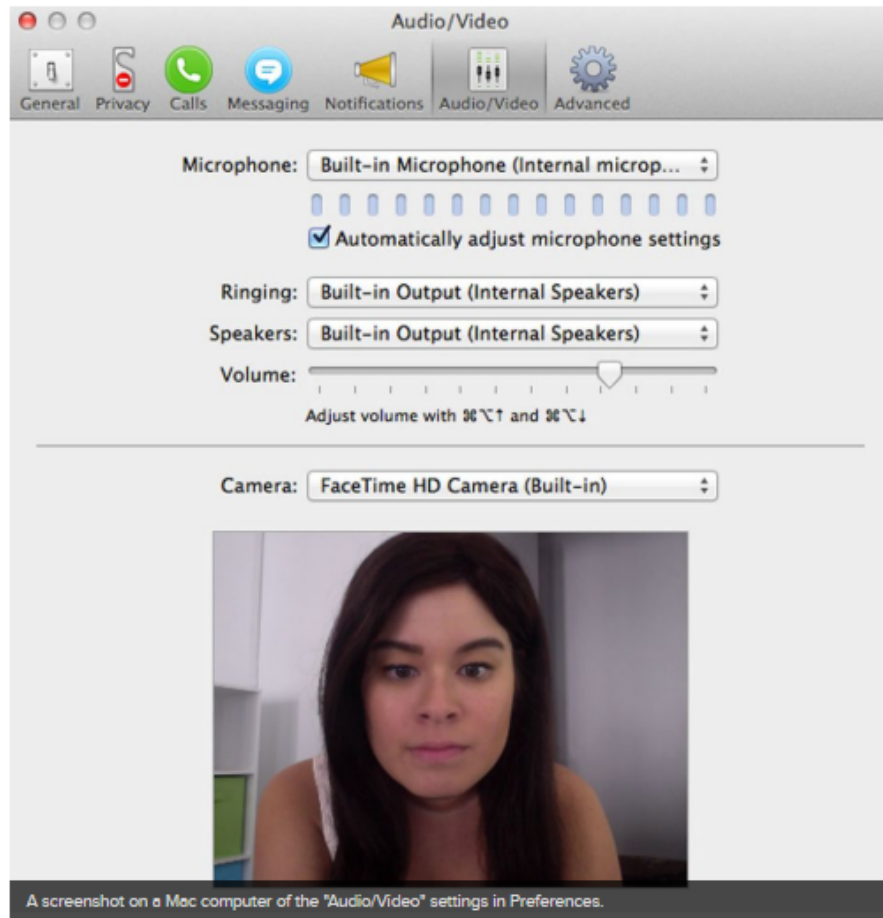 Audio/Video
General Privacy Calls Messaging Notifications Audio/Video Advanced
Microphone: Built-in Microphone (Internal microp...
Automatically adjust microphone settings
Ringing: Built-in Output (Internal Speakers)
Speakers: Built-in Output (Internal Speakers)
Volume:
Adjust volume with ⌘⌥↑ and ⌘⌥↓
Camera: FaceTime HD Camera (Built-in)
A screenshot on a Mac computer of the "Audio/Video" settings in Preferences.